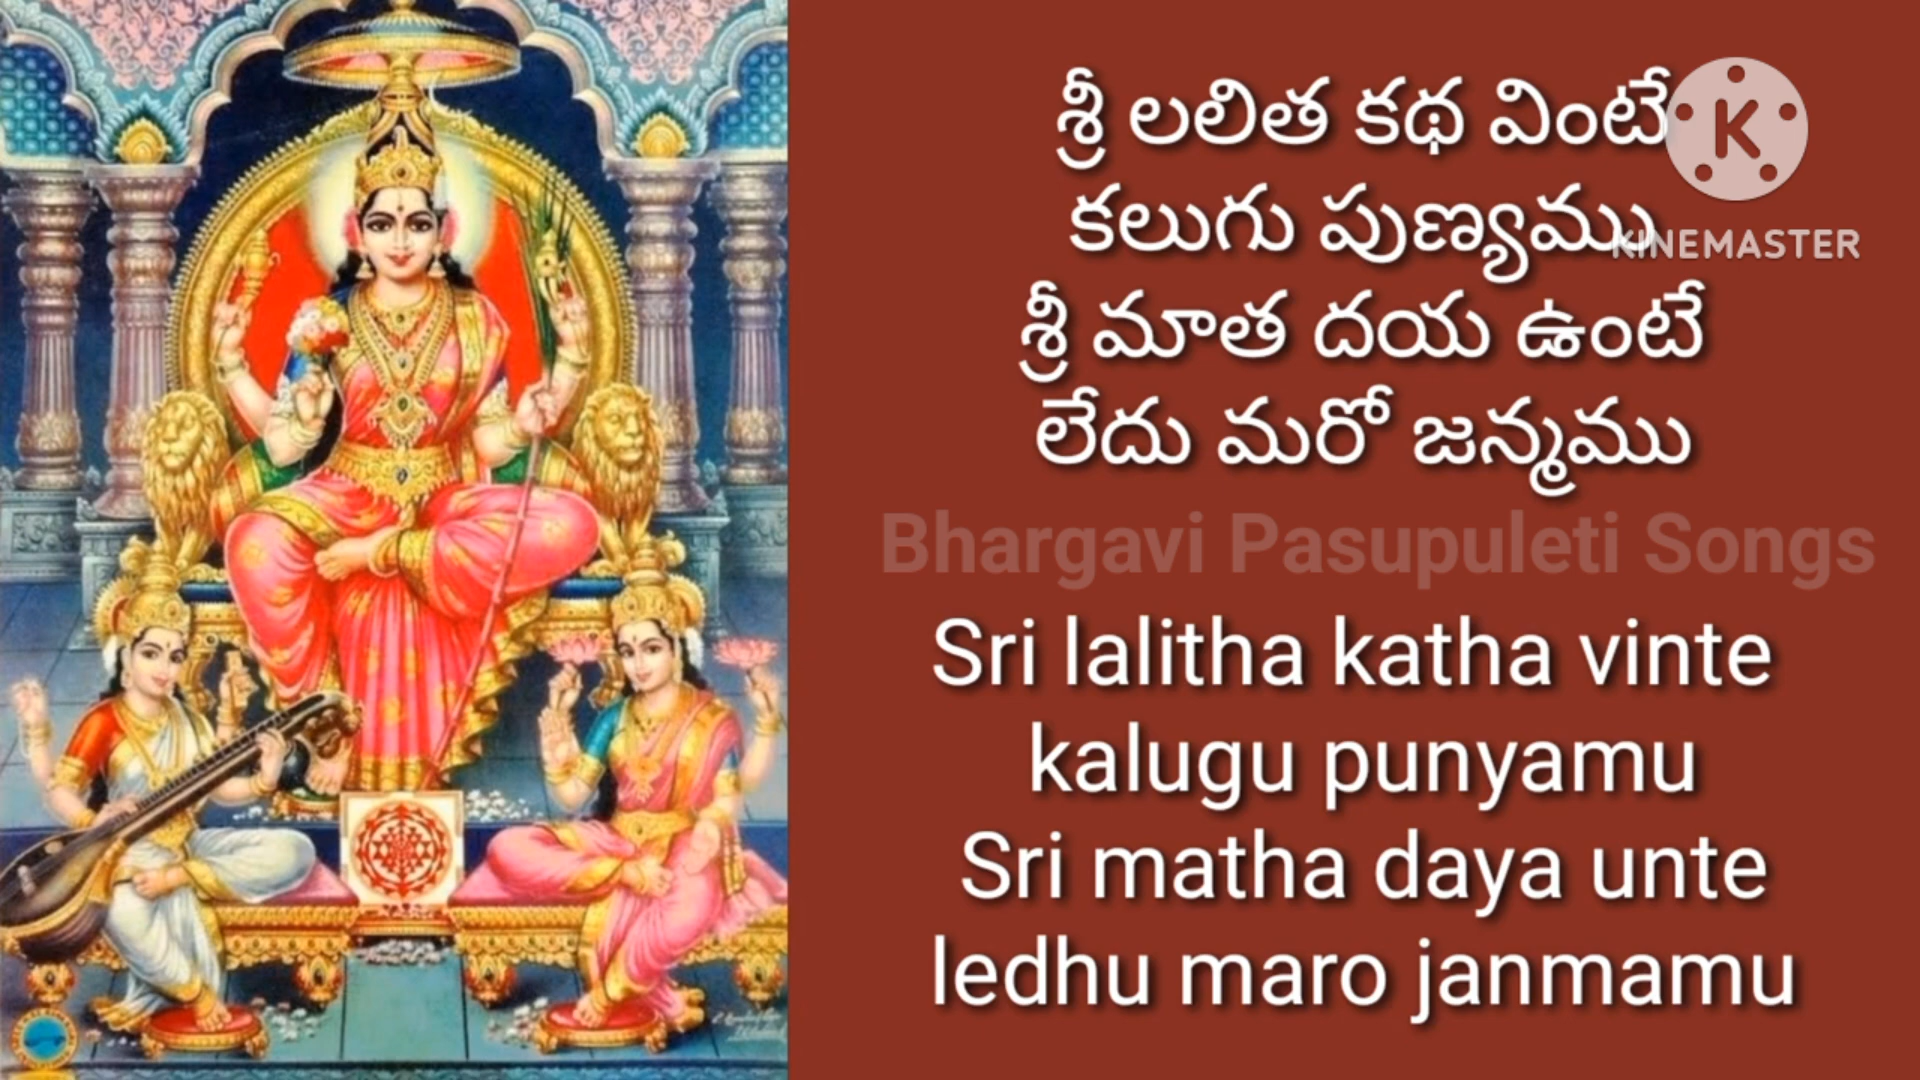 శ్రీ లలిత కథ వింటే
కలుగు పుణ్యము
శ్రీ మాత దయ ఉంటే
లేదు మరో జన్మము
K
KINEMASTER
Bhargavi Pasupuleti Songs
Sri lalitha katha vinte
kalugu punyamu
Sri matha daya unte
ledhu maro janmamu